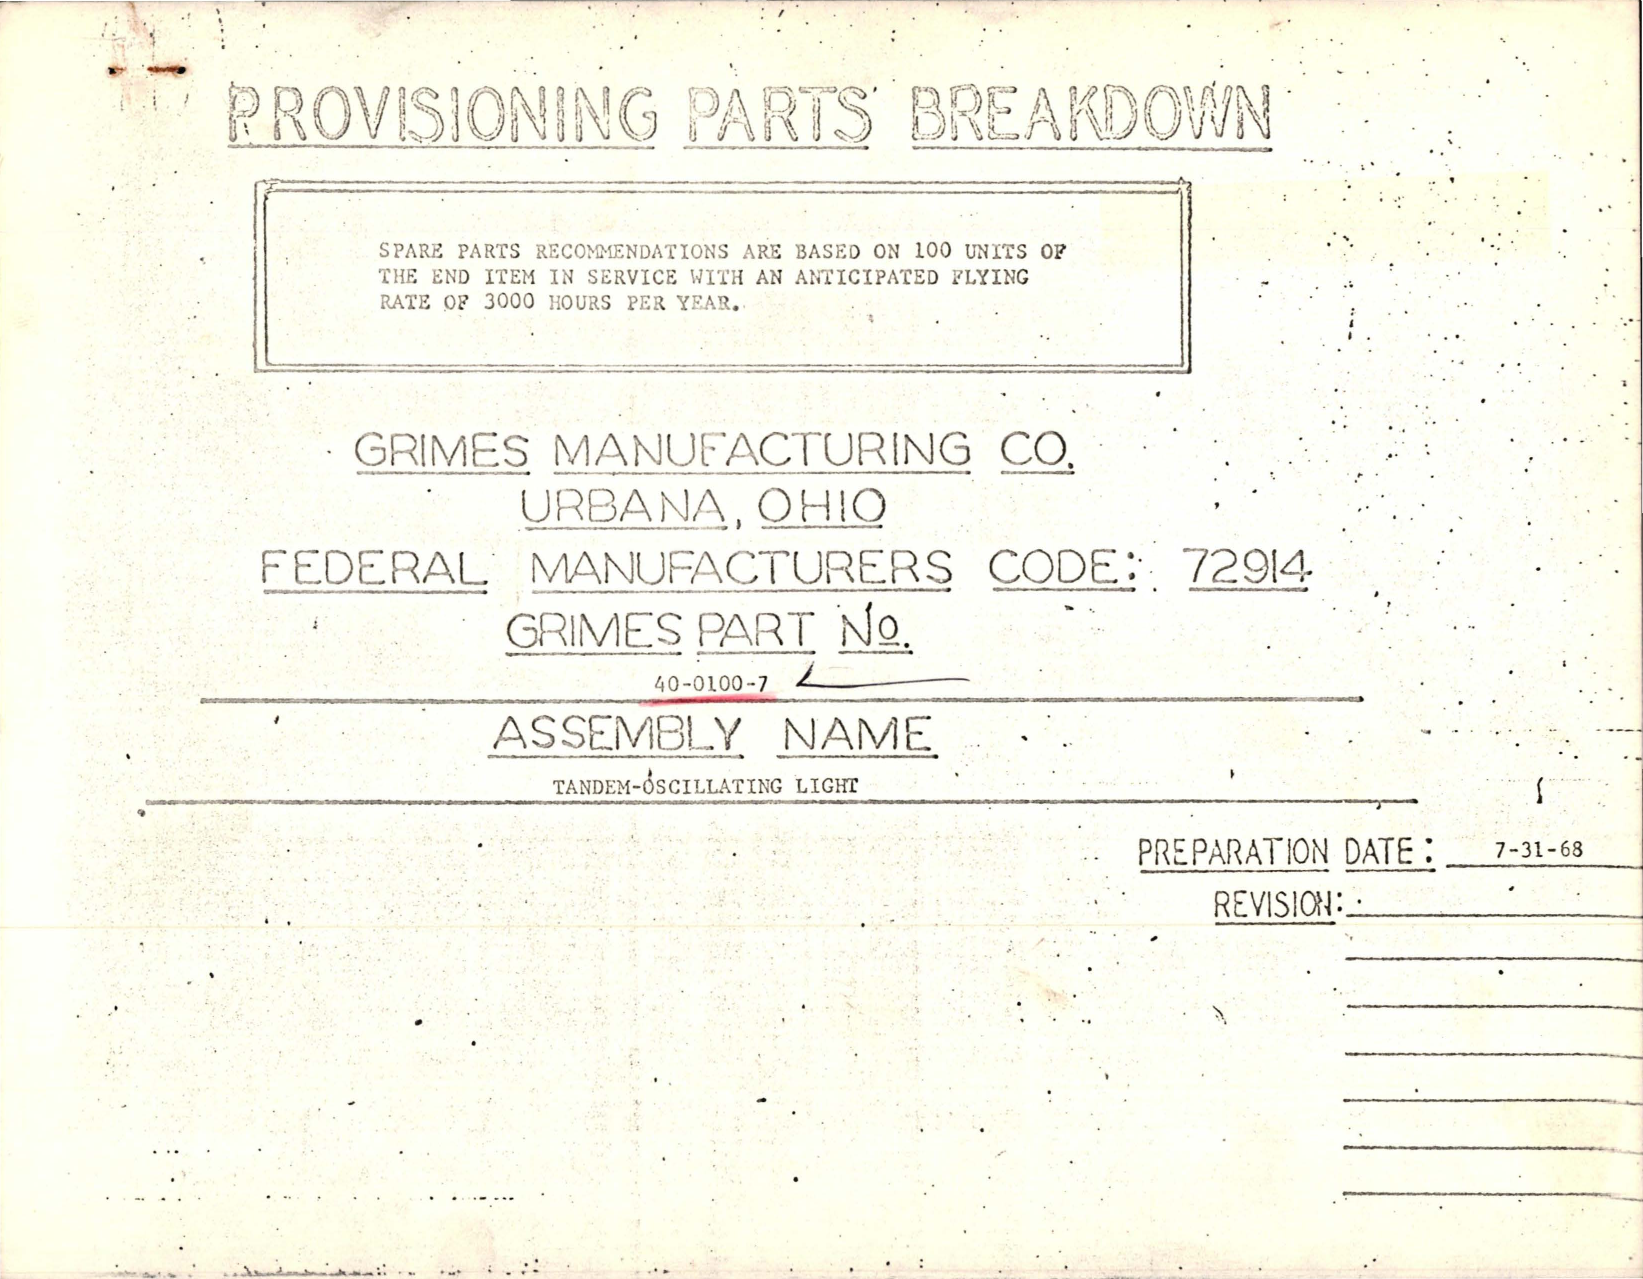 PROVISIONING PARTS BREAKDOWN
SPARE PARTS RECOMMENDATIONS ARE BASED ON 100 UNITS OF
THE END ITEM IN SERVICE WITH AN ANTICIPATED FLYING
RATE OF 3000 HOURS PER YEAR.
GRIMES MANUFACTURING CO.
URBANA, OHIO
FEDERAL MANUFACTURERS CODE: 72914
GRIMES PART No.
40-0100-7
ASSEMBLY NAME
TANDEM-OSCILLATING LIGHT
PREPARATION DATE: 7-31-68
REVISION: